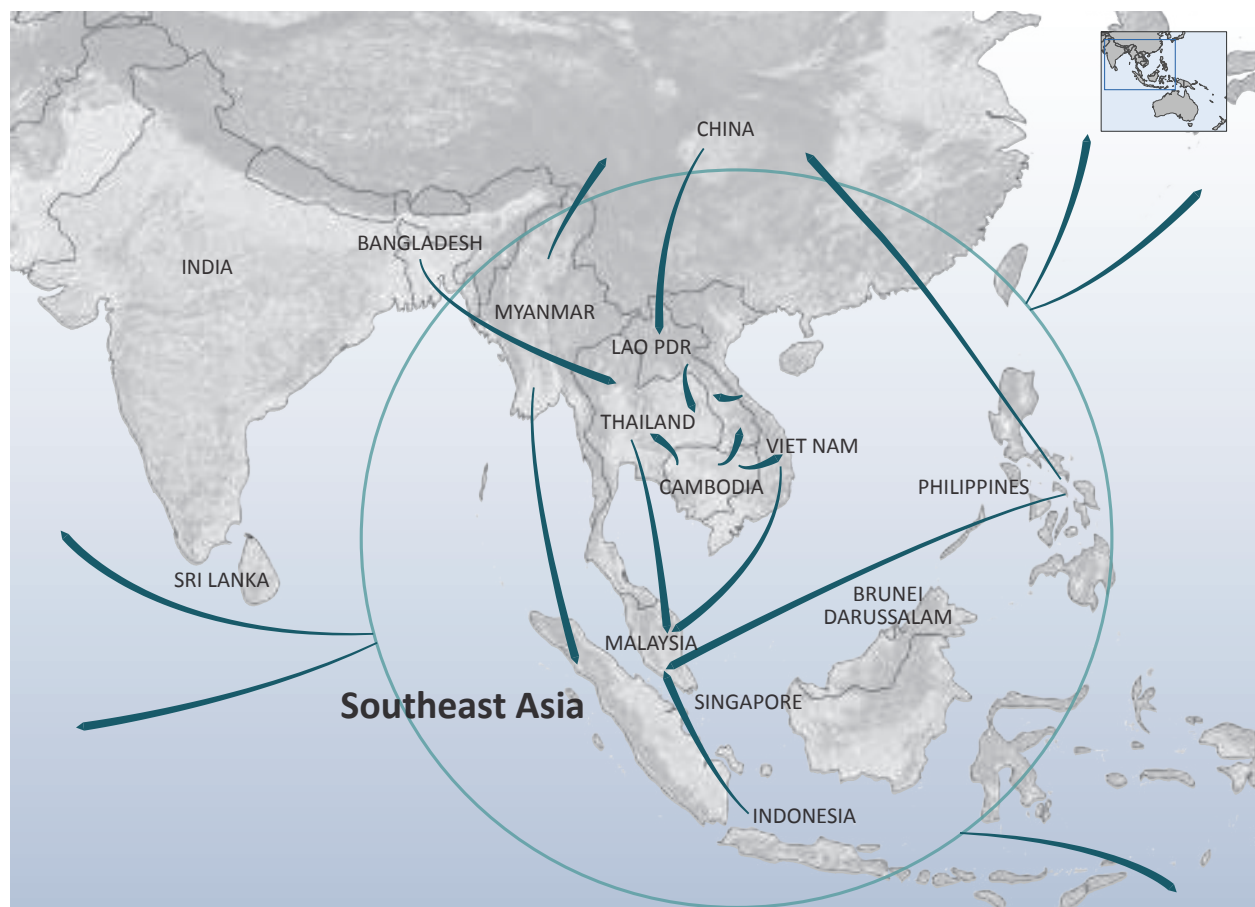 CHINA
BANGLADESH
INDIA
MYANMAR
LAO PDR
THAILAND
VIET NAM
CAMBODIA
PHILIPPINES
SRI LANKA
BRUNEI
DARUSSALAM
MALAYSIA
SINGAPORE
Southeast Asia
INDONESIA